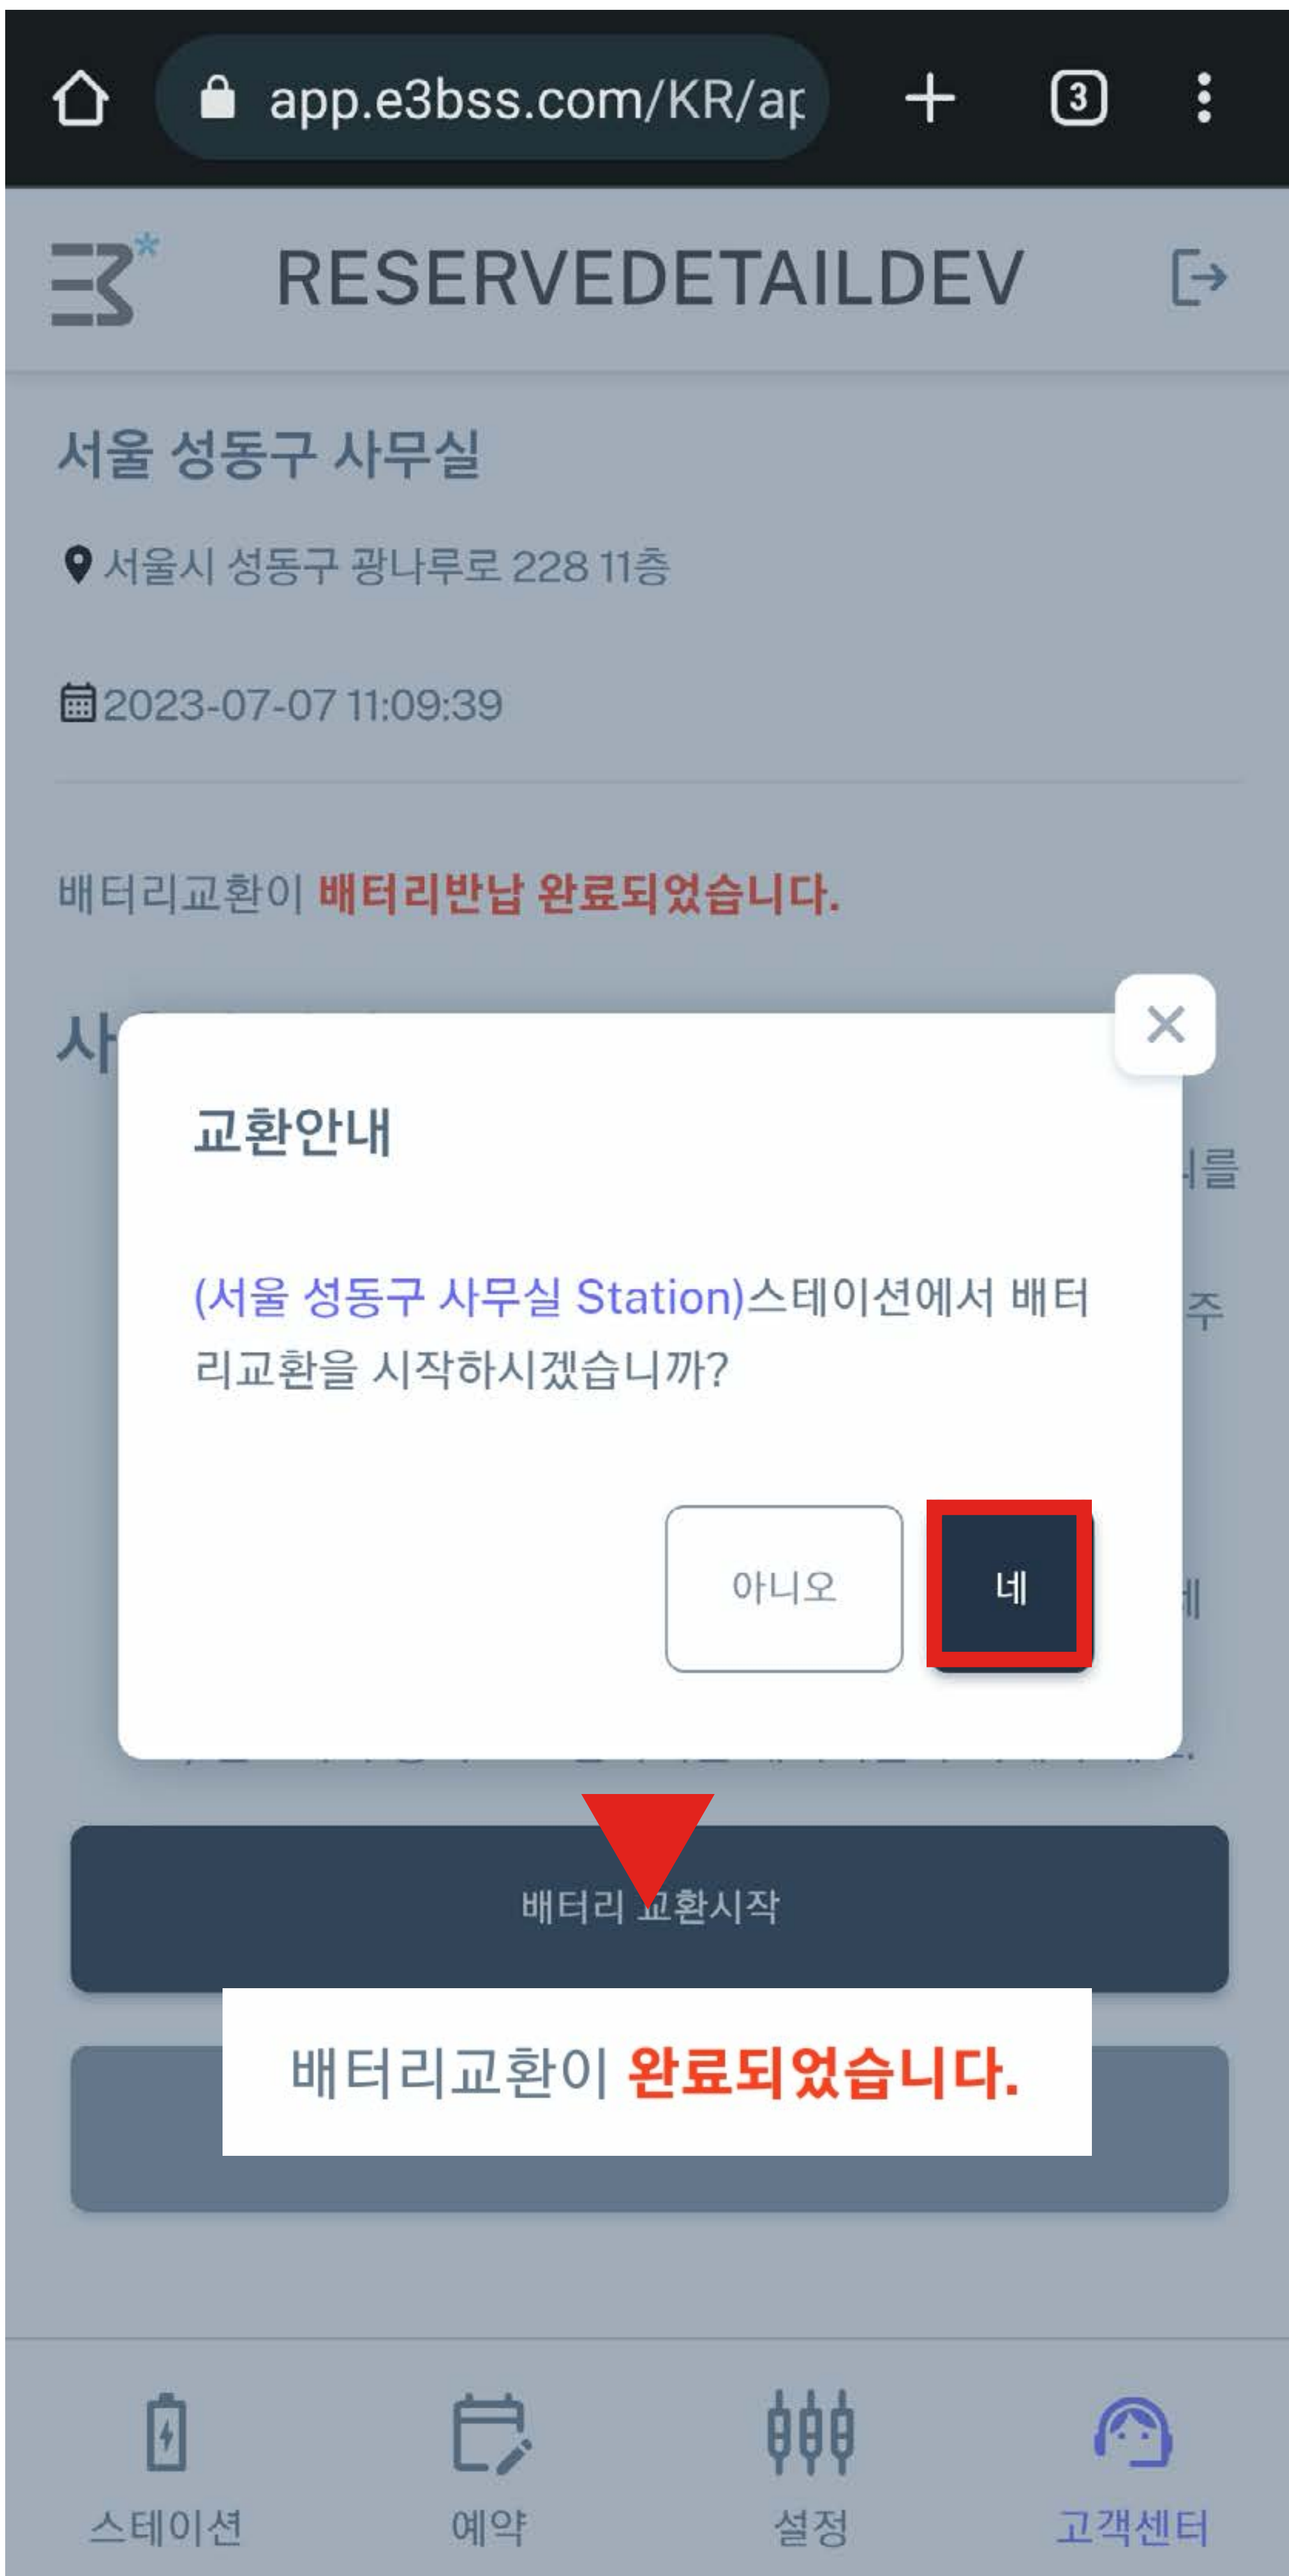 app.e3bss.com/KR/ap
3
RESERVEDETAILDEV
서울 성동구 사무실
서울시 성동구 광나루로 228 11층
2023-07-07 11:09:39
배터리교환이 배터리반납 완료되었습니다.
교환안내
(서울 성동구 사무실 Station)스테이션에서 배터
리교환을 시작하시겠습니까?
주
아니오
네
배터리 교환시작
배터리교환이 완료되었습니다.
스테이션
예약
설정
고객센터